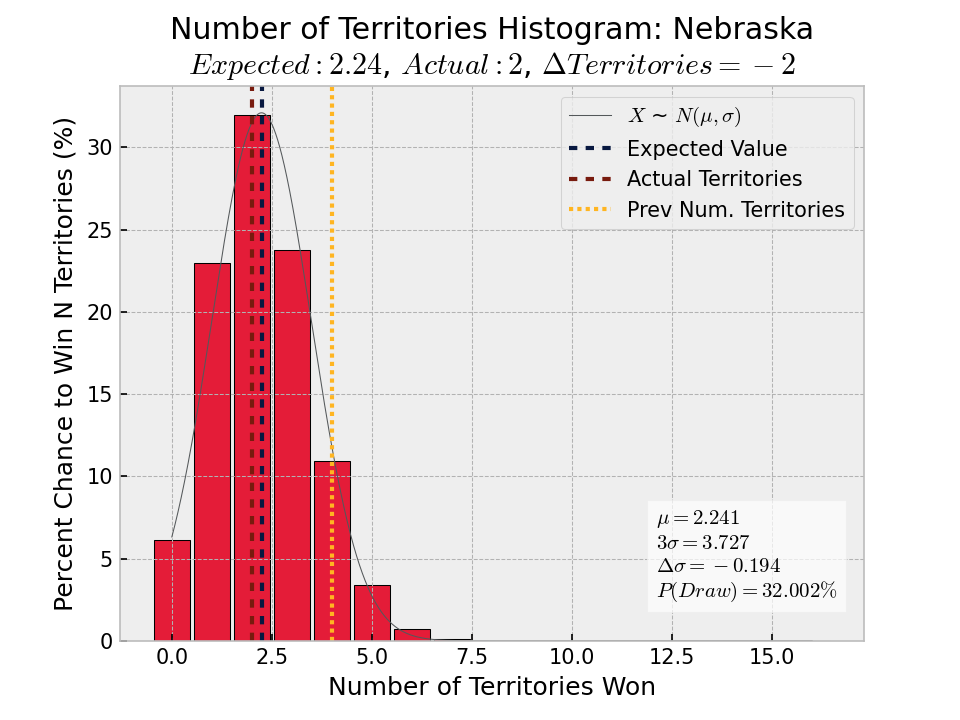 Number of Territories Histogram: Nebraska
Expected : 2.24, Actual : 2, ΔTerritories = −2
Percent Chance to Win N Territories (%)
30
25
20
15
10
5
0
X ~ N(μ, σ)
Expected Value
Actual Territories
Prev Num. Territories
μ = 2.241
3σ = 3.727
Δσ = −0.194
P(Draw) = 32.002%
0.0 2.5 5.0 7.5 10.0 12.5 15.0
Number of Territories Won